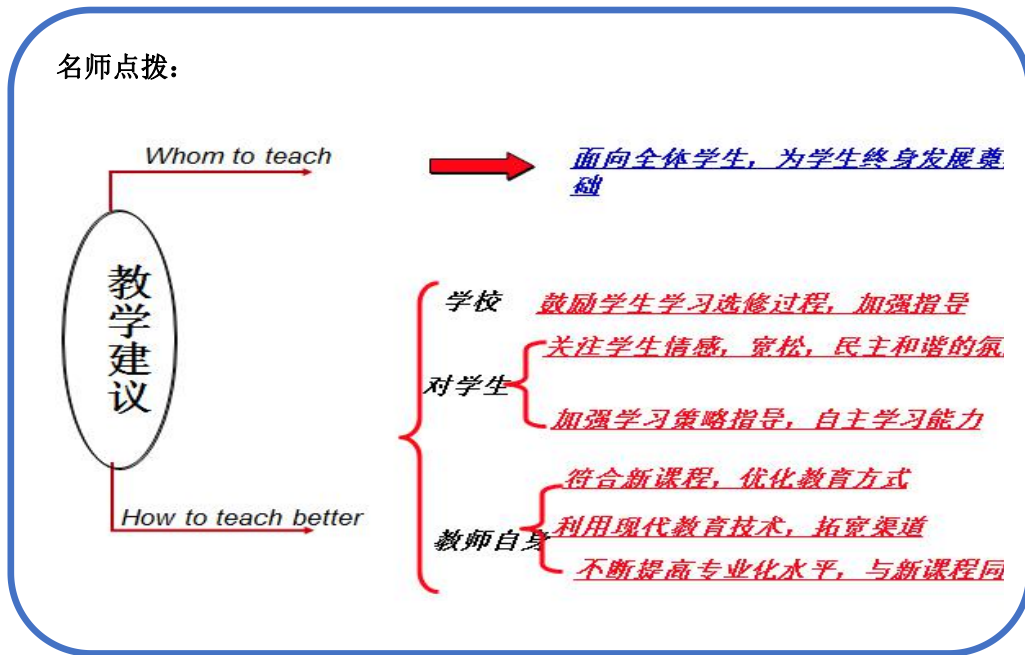 名师点拨：
Whom to teach
面向全体学生，为学生终身发展奠
础
教学建议
学校
鼓励学生学习选修过程，加强指导
关注学生情感，宽松，民主和谐的氛
对学生
加强学习策略指导，自主学习能力
符合新课程，优化教育方式
How to teach better
利用现代教育技术，拓宽渠道
教师自身
不断提高专业化水平，与新课程同